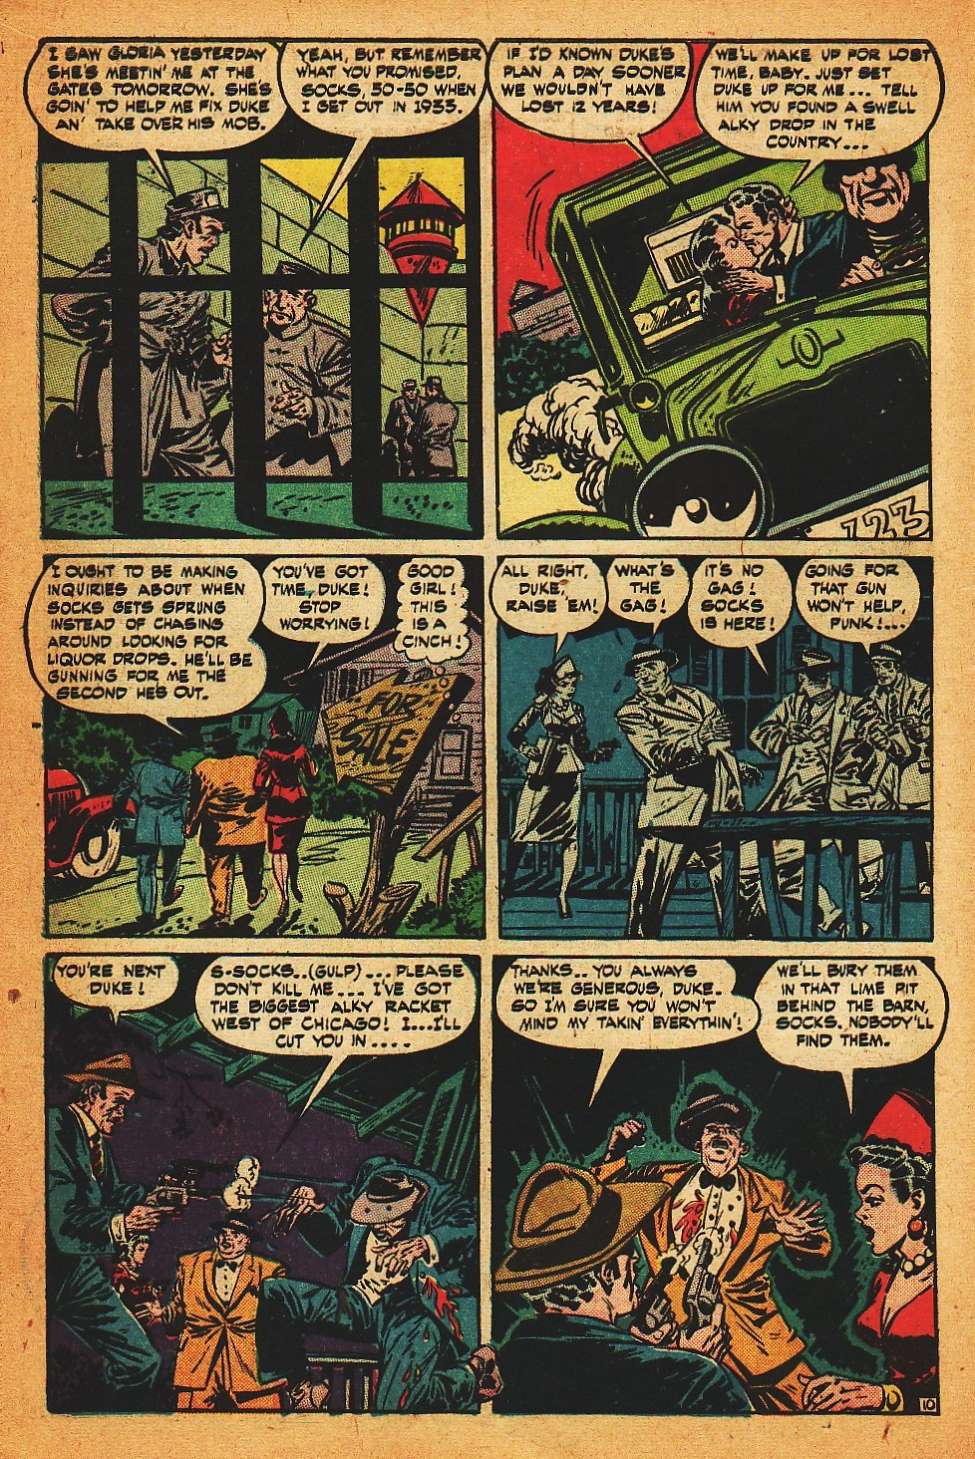 I SAW GLORIA YESTERDAY
SHE'S MEETIN' ME AT THE
GATES TOMORROW. SHE'S
GOIN' TO HELP ME FIX DUKE
AN' TAKE OVER HIS MOB.
YEAH, BUT REMEMBER
WHAT YOU PROMISED,
SOCKS, 50-50 WHEN
I GET OUT IN 1933.
IF I'D KNOWN DUKE'S
PLAN A DAY SOONER
WE WOULDN'T HAVE
LOST 12 YEARS!
WE'LL MAKE UP FOR LOST
TIME, BABY. JUST SET
DUKE UP FOR ME... TELL
HIM YOU FOUND A SWELL
ALKY DROP IN THE
COUNTRY...
123
I OUGHT TO BE MAKING
INQUIRIES ABOUT WHEN
SOCKS GETS SPRUNG
INSTEAD OF CHASING
AROUND LOOKING FOR
LIQUOR DROPS. HE'LL BE
GUNNING FOR ME THE
SECOND HE'S OUT.
YOU'VE GOT
TIME, DUKE!
STOP
WORRYING!
GOOD
GIRL!
THIS
IS A
CINCH!
FOR
SALE
ALL RIGHT,
DUKE,
RAISE 'EM!
WHAT'S
THE
GAG!
IT'S NO
GAG!
SOCKS
IS HERE!
GOING FOR
THAT GUN
WON'T HELP,
PUNK!...
YOU'RE NEXT
DUKE!
S-SOCKS..(GULP)...PLEASE
DON'T KILL ME... I'VE GOT
THE BIGGEST ALKY RACKET
WEST OF CHICAGO! I...I'LL
CUT YOU IN ....
THANKS.. YOU ALWAYS
WE'RE GENEROUS, DUKE.
SO I'M SURE YOU WON'T
MIND MY TAKIN' EVERYTHIN'!
WE'LL BURY THEM
IN THAT LIME PIT
BEHIND THE BARN,
SOCKS. NOBODY'LL
FIND THEM.
10